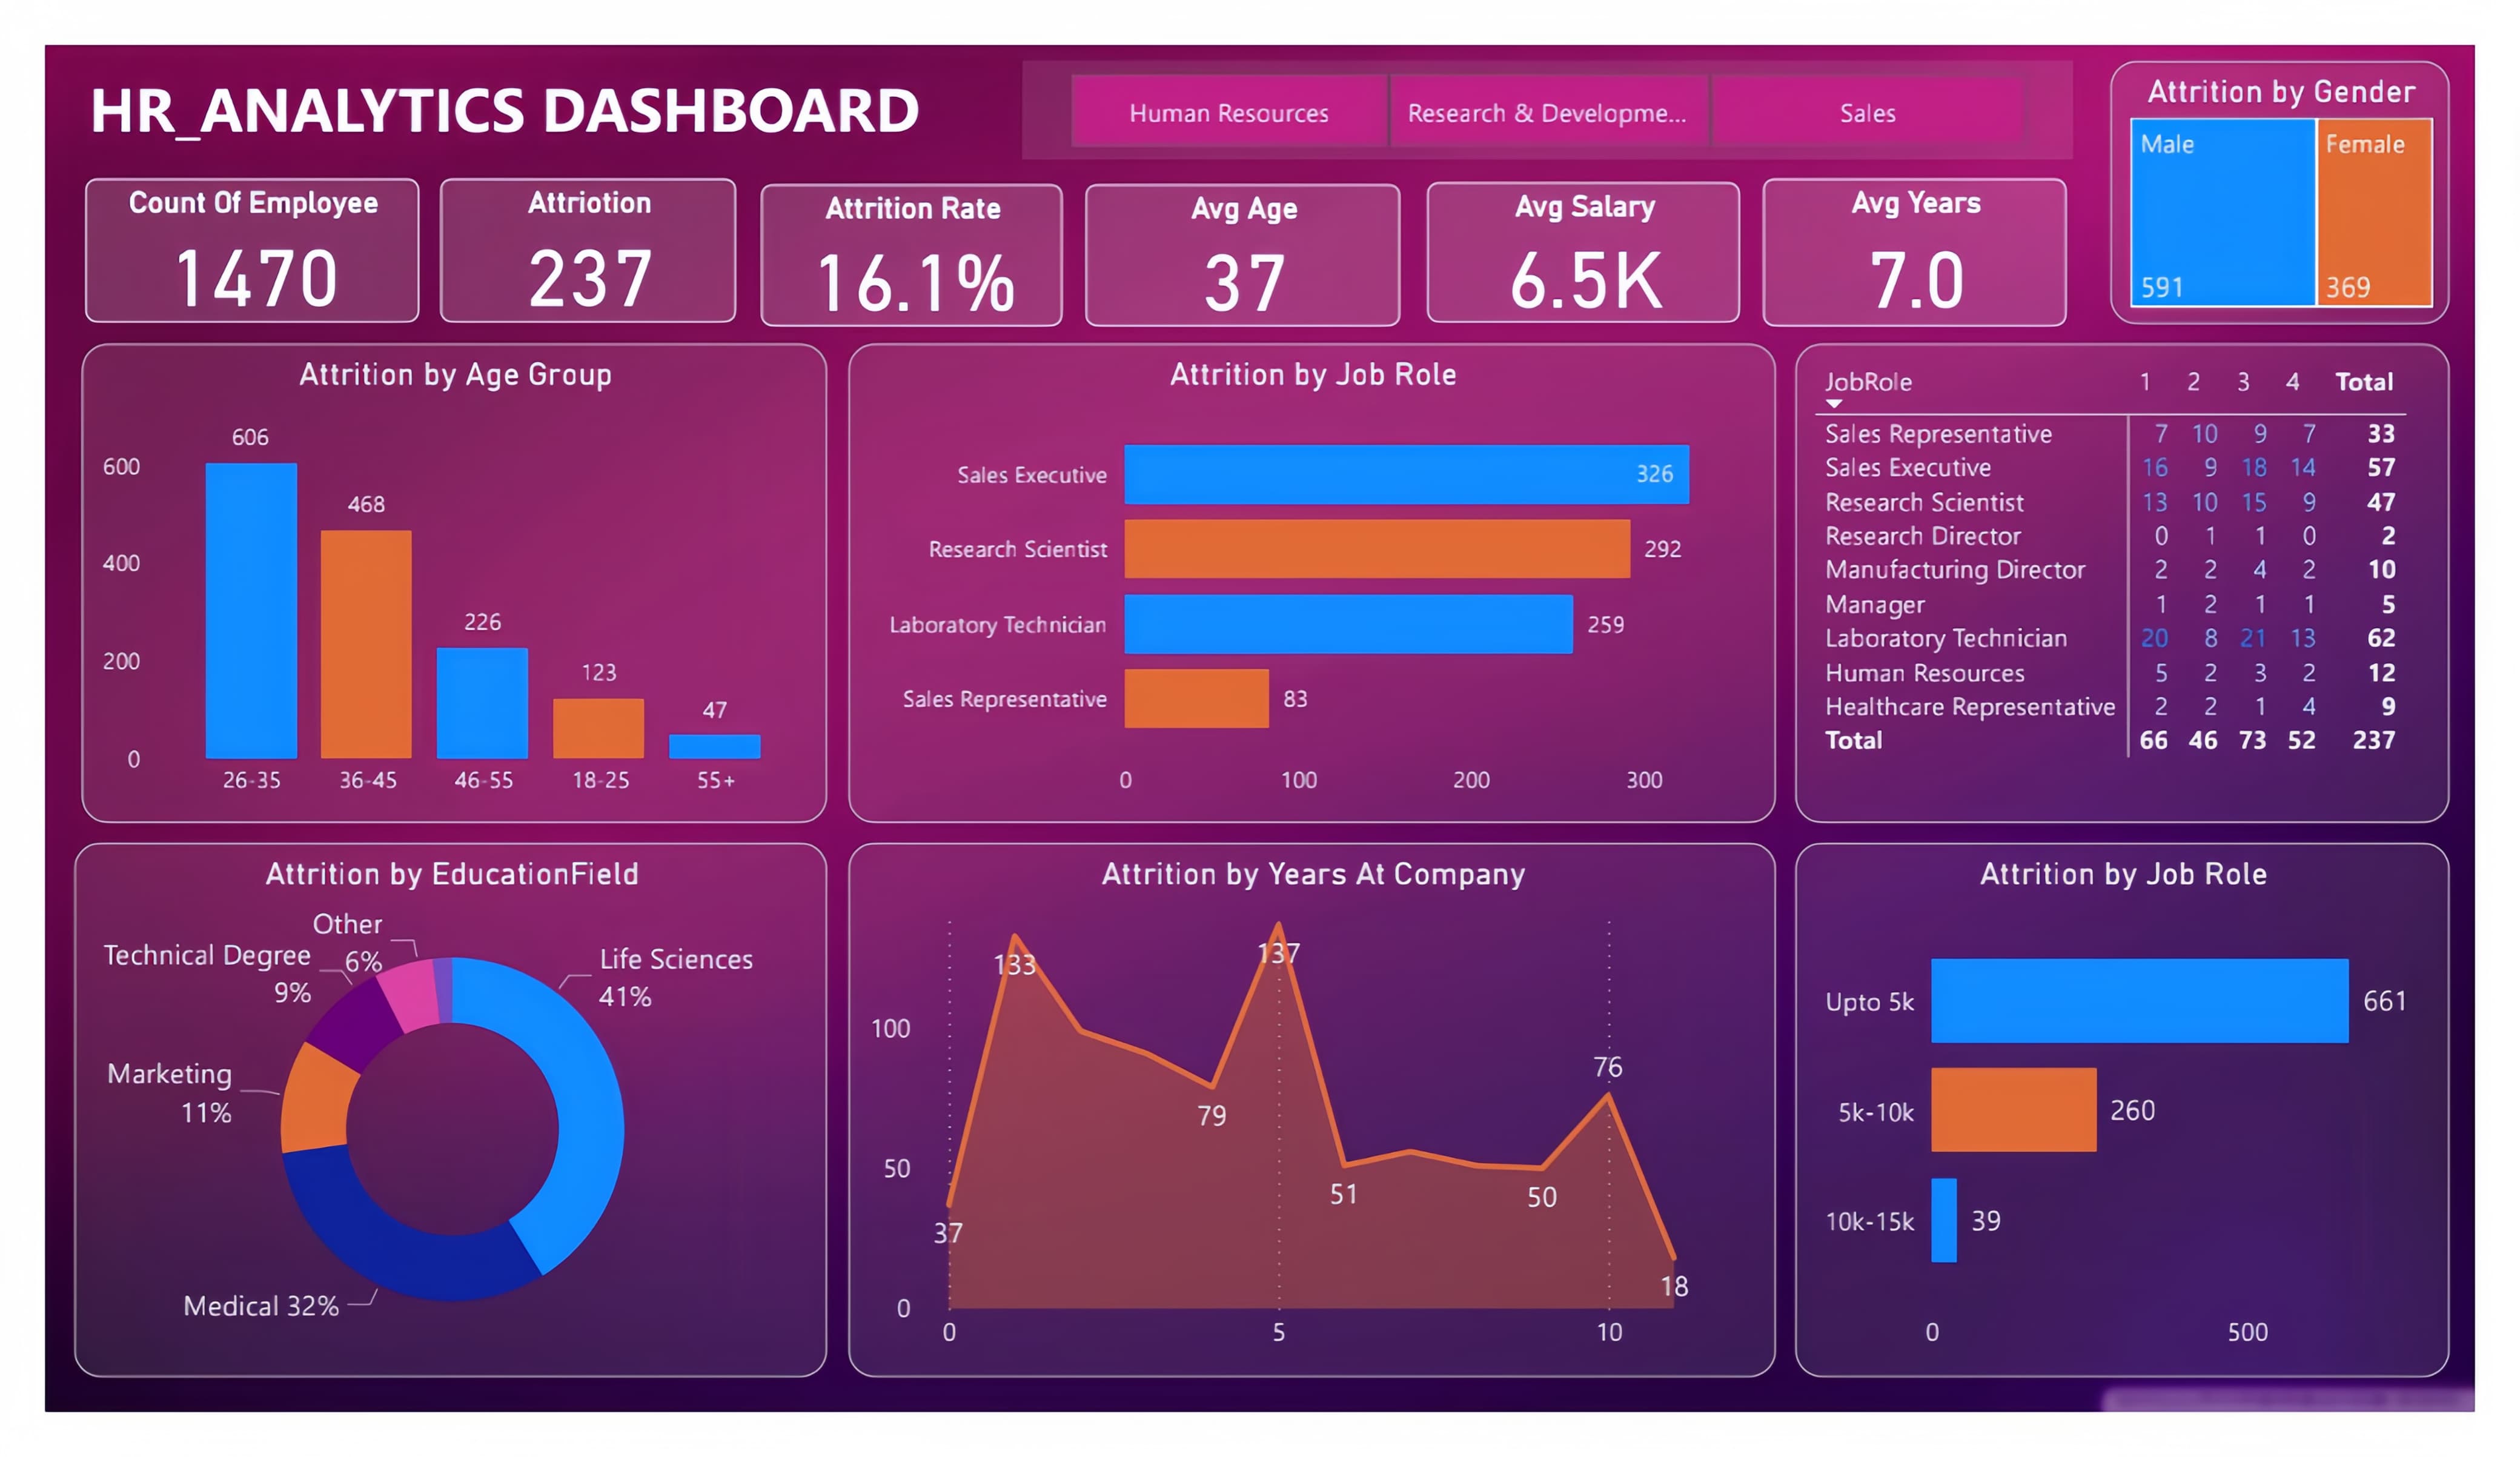 HR_ANALYTICS DASHBOARD
Human Resources
Research & Developme...
Sales
Attrition by Gender
Male
Female
591
369
Count Of Employee
1470
Attriotion
237
Attrition Rate
16.1%
Avg Age
37
Avg Salary
6.5K
Avg Years
7.0
Attrition by Age Group
600
400
200
0
606
468
226
123
47
26-35
36-45
46-55
18-25
55+
Attrition by Job Role
Sales Executive
326
Research Scientist
292
Laboratory Technician
259
Sales Representative
83
0
100
200
300
JobRole 1 2 3 4 Total
Sales Representative 7 10 9 7 33
Sales Executive 16 9 18 14 57
Research Scientist 13 10 15 9 47
Research Director 0 1 1 0 2
Manufacturing Director 2 2 4 2 10
Manager 1 2 1 1 5
Laboratory Technician 20 8 21 13 62
Human Resources 5 2 3 2 12
Healthcare Representative 2 2 1 4 9
Total 66 46 73 52 237
Attrition by EducationField
Other
6%
Technical Degree
9%
Life Sciences
41%
Marketing
11%
Medical 32%
Attrition by Years At Company
100
50
0
37
133
79
137
51
50
76
18
0
5
10
Attrition by Job Role
Upto 5k
661
5k-10k
260
10k-15k
39
0
500